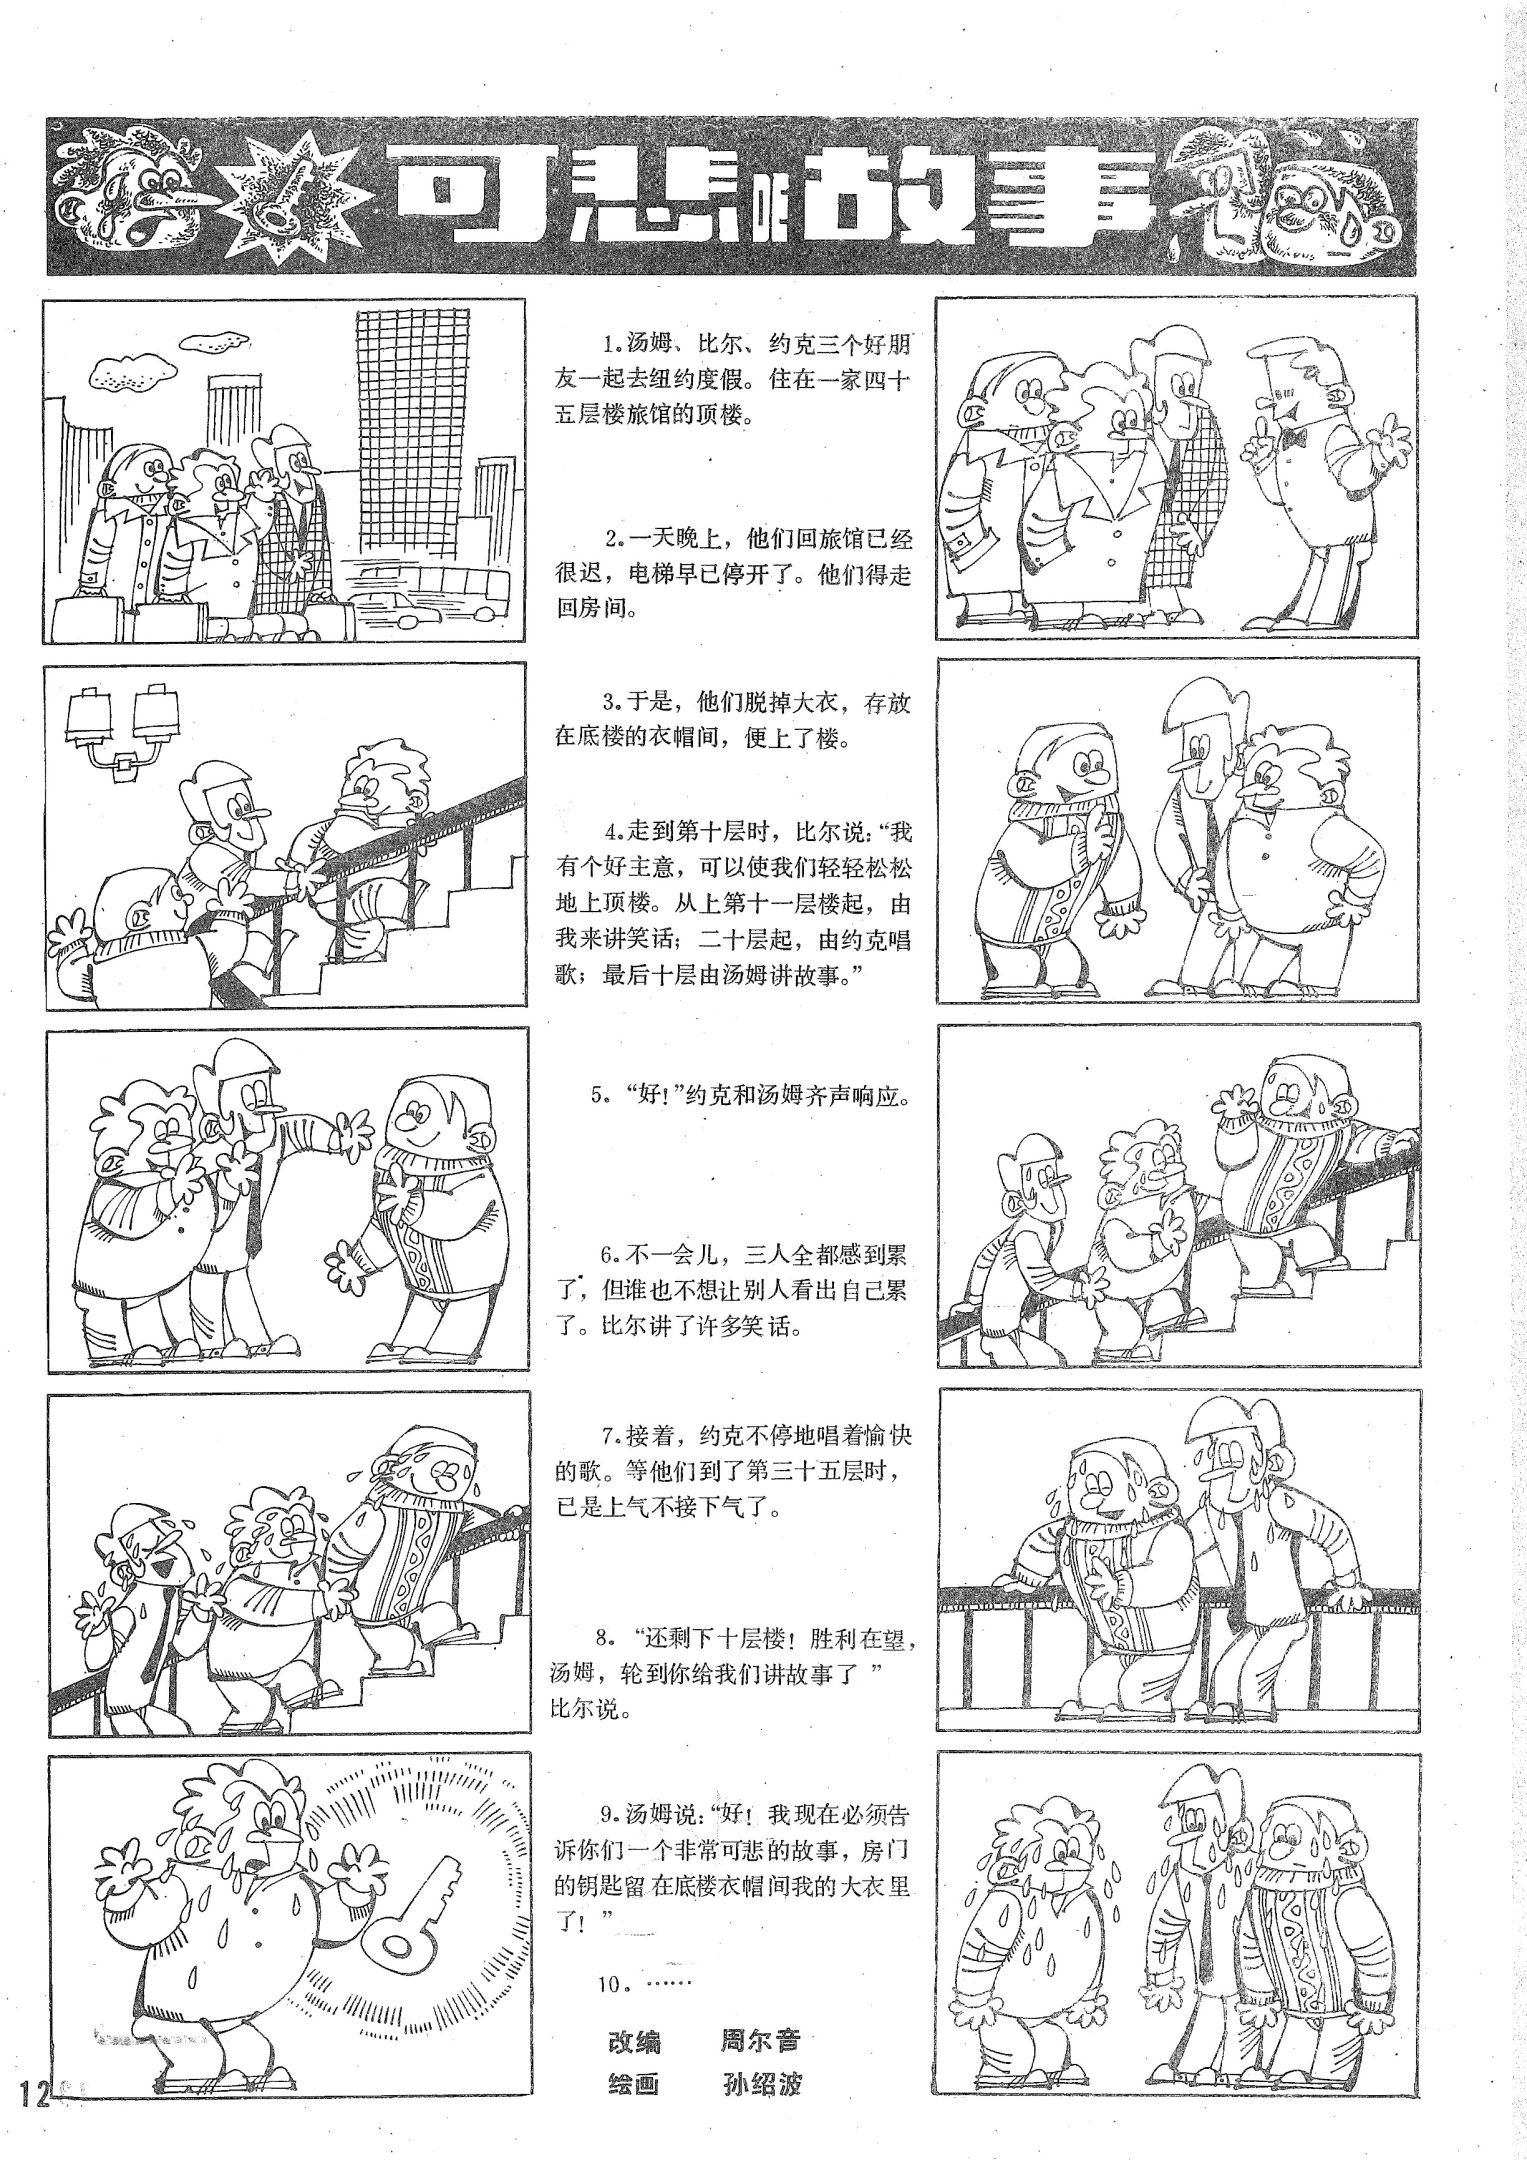 可悲的故事
1.汤姆、比尔、约克三个好朋
友一起去纽约度假。住在一家四十
五层楼旅馆的顶楼。
2.一天晚上，他们回旅馆已经
很迟，电梯早已停开了。他们得走
回房间。
3.于是，他们脱掉大衣，存放
在底楼的衣帽间，便上了楼。
4.走到第十层时，比尔说：“我
有个好主意，可以使我们轻轻松松
地上顶楼。从上第十一层楼起，由
我来讲笑话；二十层起，由约克唱
歌；最后十层由汤姆讲故事。”
5.“好！”约克和汤姆齐声响应。
6.不一会儿，三人全都感到累
了，但谁也不想让别人看出自己累
了。比尔讲了许多笑话。
7.接着，约克不停地唱着愉快
的歌。等他们到了第三十五层时，
已是上气不接下气了。
8.“还剩下十层楼！胜利在望，
汤姆，轮到你给我们讲故事了 ”
比尔说。
9.汤姆说：“好！我现在必须告
诉你们一个非常可悲的故事，房门
的钥匙留在底楼衣帽间我的大衣里
了！”
10.……
改编 周尔音
绘画 孙绍波
12